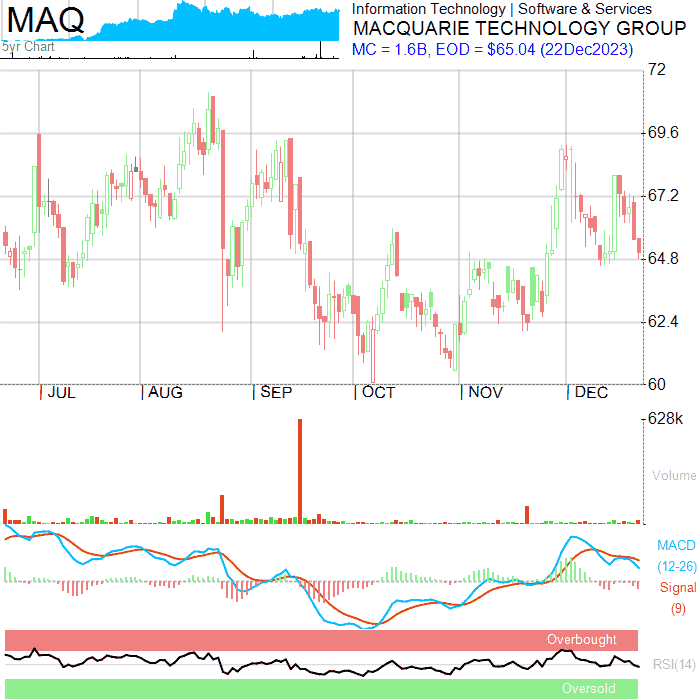 MAQ
5yr Chart
Information Technology | Software & Services
MACQUARIE TECHNOLOGY GROUP
MC = 1.6B, EOD = $65.04 (22Dec2023)
72
69.6
67.2
64.8
62.4
60
JUL
AUG
SEP
OCT
NOV
DEC
628k
Volume
MACD
(12-26)
Signal
(9)
Overbought
RSI(14)
Oversold